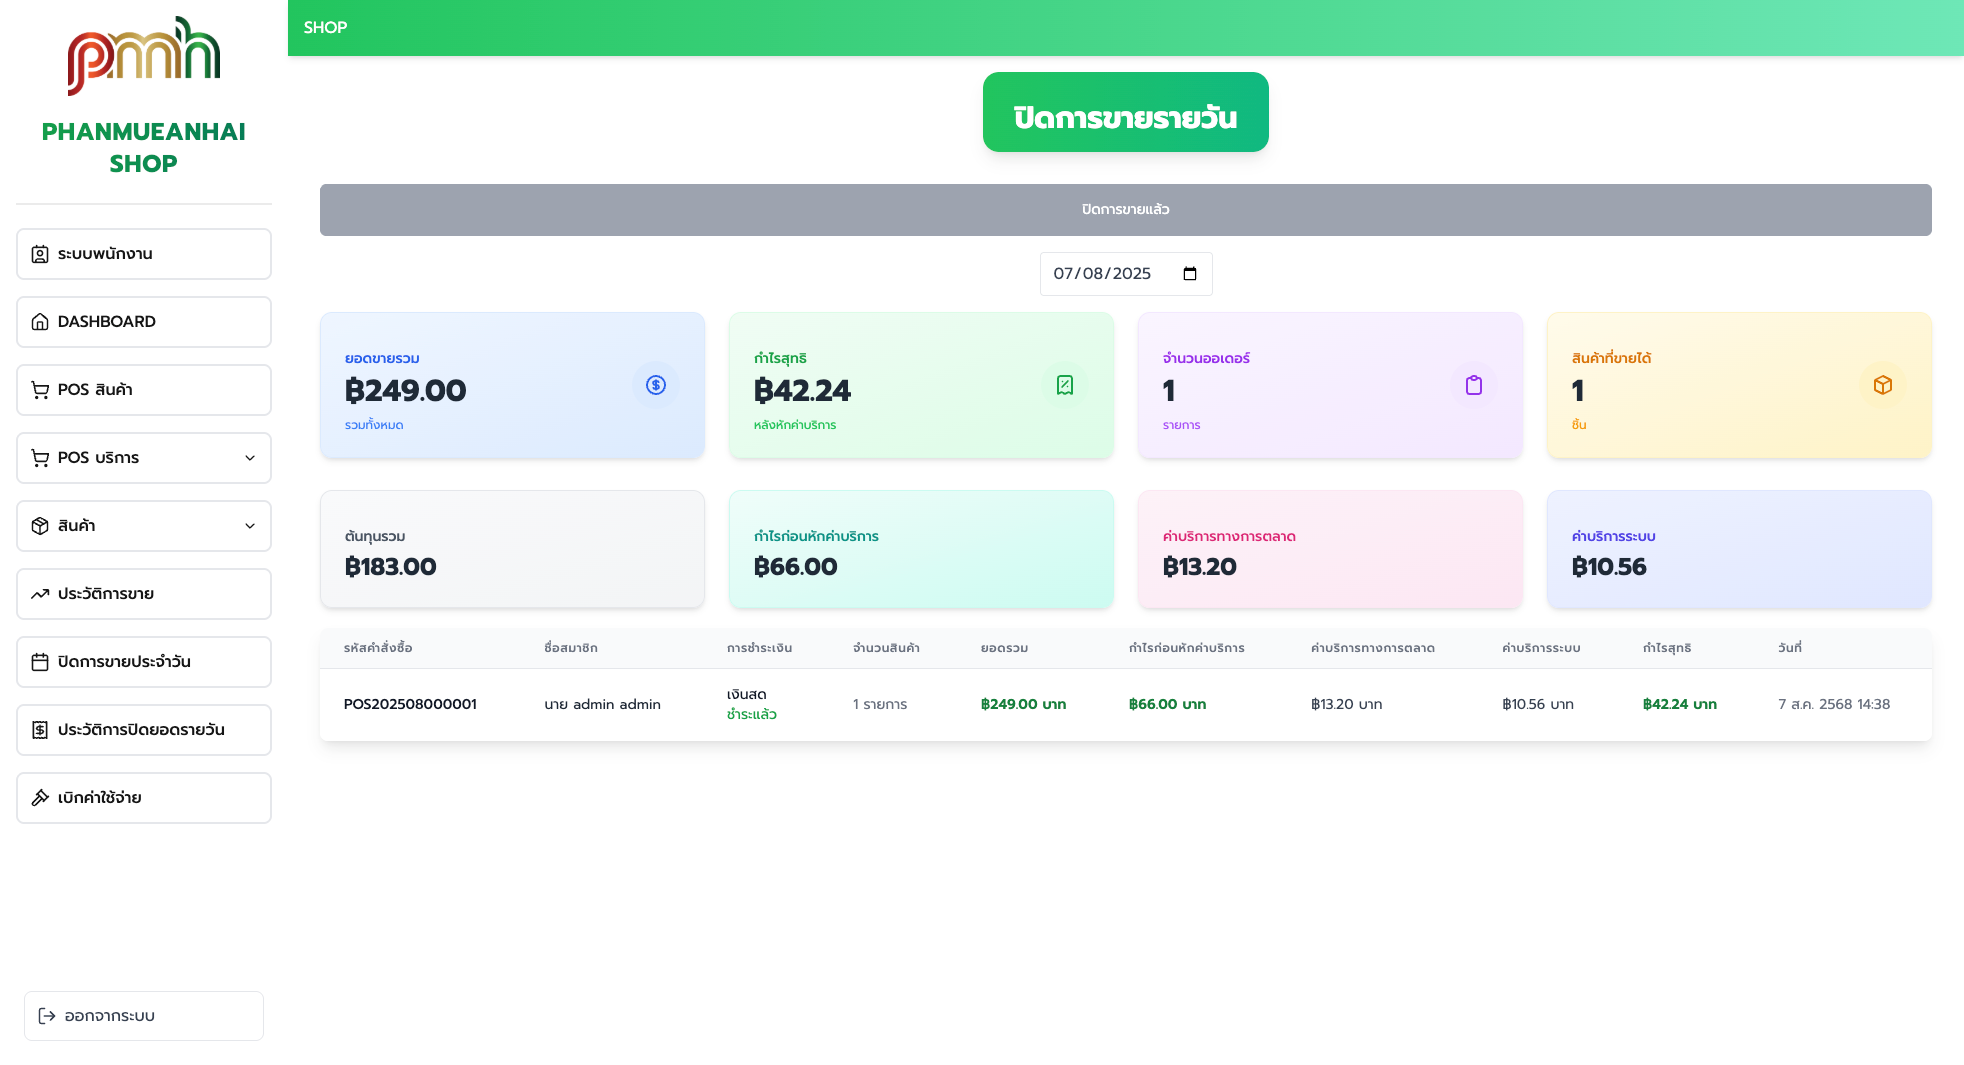 pmh
PHANMUEANHAI
SHOP
ระบบพนักงาน
DASHBOARD
POS สินค้า
POS บริการ
สินค้า
ประวัติการขาย
ปิดการขายประจำวัน
ประวัติการปิดยอดรายวัน
เบิกค่าใช้จ่าย
ออกจากระบบ
SHOP
ปิดการขายรายวัน
ปิดการขายแล้ว
07/08/2025
ยอดขายรวม
฿249.00
รวมทั้งหมด
กำไรสุทธิ
฿42.24
หลังหักค่าบริการ
จำนวนออเดอร์
1
รายการ
สินค้าที่ขายได้
1
ชิ้น
ต้นทุนรวม
฿183.00
กำไรก่อนหักค่าบริการ
฿66.00
ค่าบริการทางการตลาด
฿13.20
ค่าบริการระบบ
฿10.56
รหัสคำสั่งซื้อ ชื่อสมาชิก การชำระเงิน จำนวนสินค้า ยอดรวม กำไรก่อนหักค่าบริการ ค่าบริการทางการตลาด ค่าบริการระบบ กำไรสุทธิ วันที่
POS202508000001 นาย admin admin เงินสด 1 รายการ ฿249.00 บาท ฿66.00 บาท ฿13.20 บาท ฿10.56 บาท ฿42.24 บาท 7 ส.ค. 2568 14:38
ชำระแล้ว